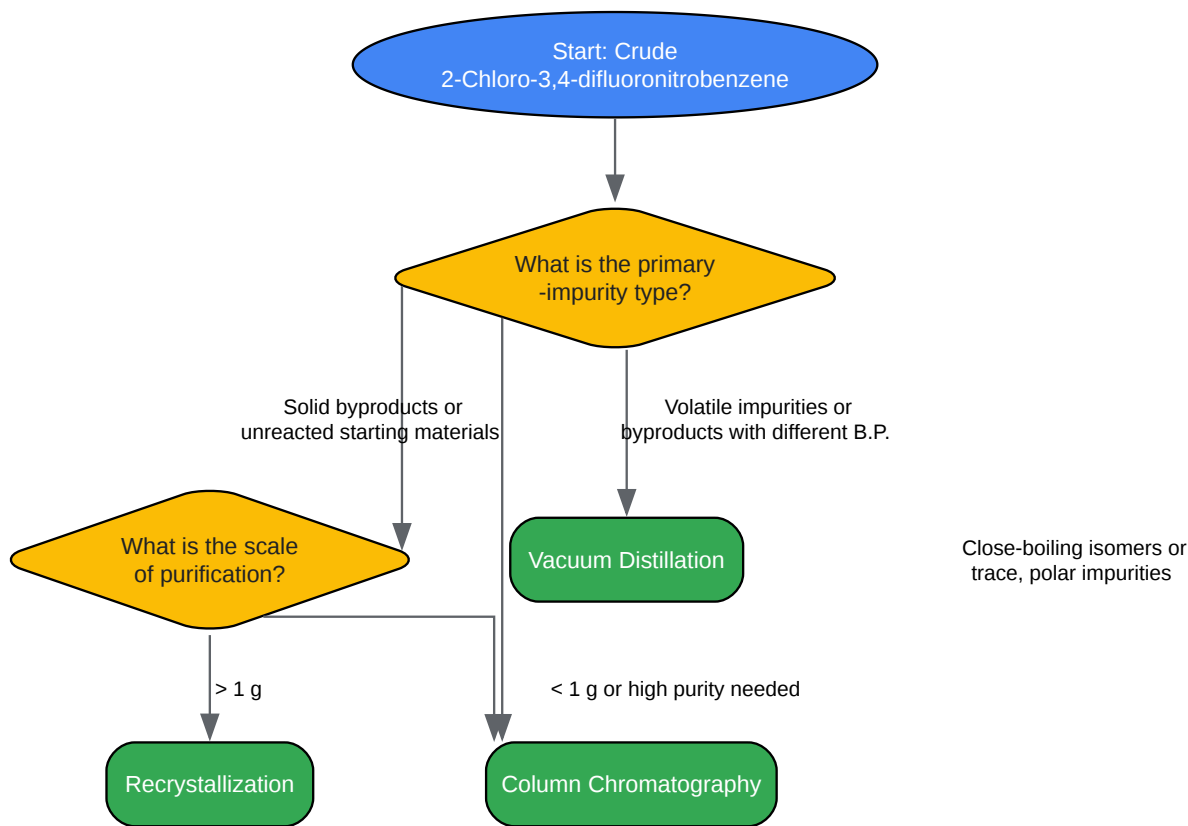 Start: Crude
2-Chloro-3,4-difluoronitrobenzene
What is the primary
-impurity type?
Solid byproducts or
unreacted starting materials
Volatile impurities or
byproducts with different B.P.
What is the scale
of purification?
Vacuum Distillation
Close-boiling isomers or
trace, polar impurities
> 1 g
< 1 g or high purity needed
Recrystallization
Column Chromatography